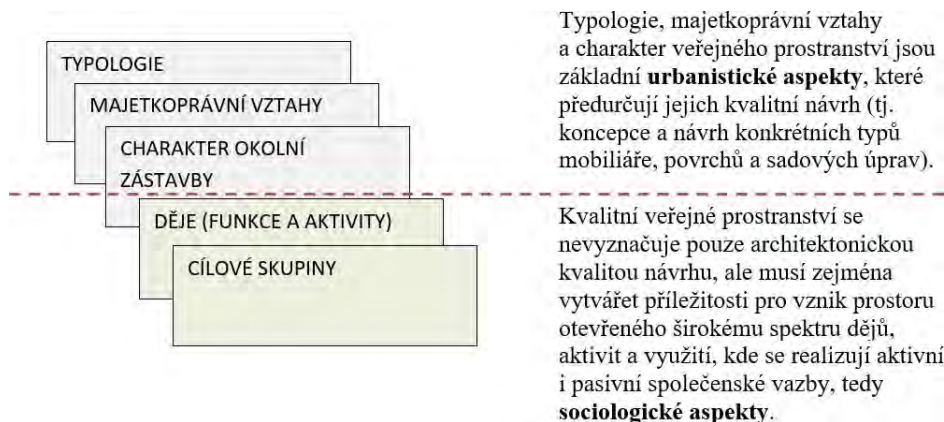 TYPOLOGIE
MAJETKOPRÁVNÍ VZTAHY
CHARAKTER OKOLNÍ
ZÁSTAVBY
DĚJE (FUNKCE A AKTIVITY)
CÍLOVÉ SKUPINY
Typologie, majetkoprávní vztahy
a charakter veřejného prostranství jsou
základní urbanistické aspekty, které
předurčují jejich kvalitní návrh (tj.
koncepce a návrh konkrétních typů
mobiliáře, povrchů a sadových úprav).
Kvalitní veřejné prostranství se
nevyznačuje pouze architektonickou
kvalitou návrhu, ale musí zejména
vytvářet příležitosti pro vznik prostoru
otevřeného širokému spektru dějů,
aktivit a využití, kde se realizují aktivní
i pasivní společenské vazby, tedy
sociologické aspekty.